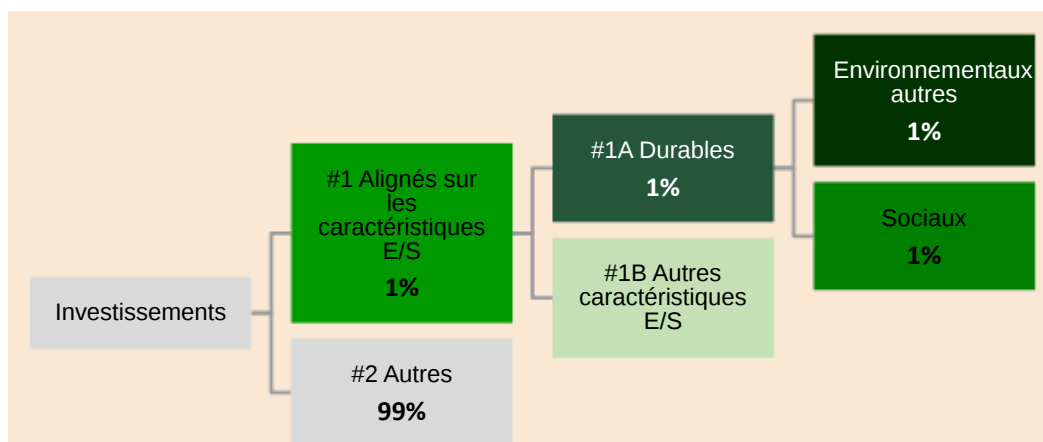 Investissements
#1 Alignés sur
les
caractéristiques
E/S
1%
#2 Autres
99%
#1A Durables
1%
#1B Autres
caractéristiques
E/S
Environnementaux
autres
1%
Sociaux
1%